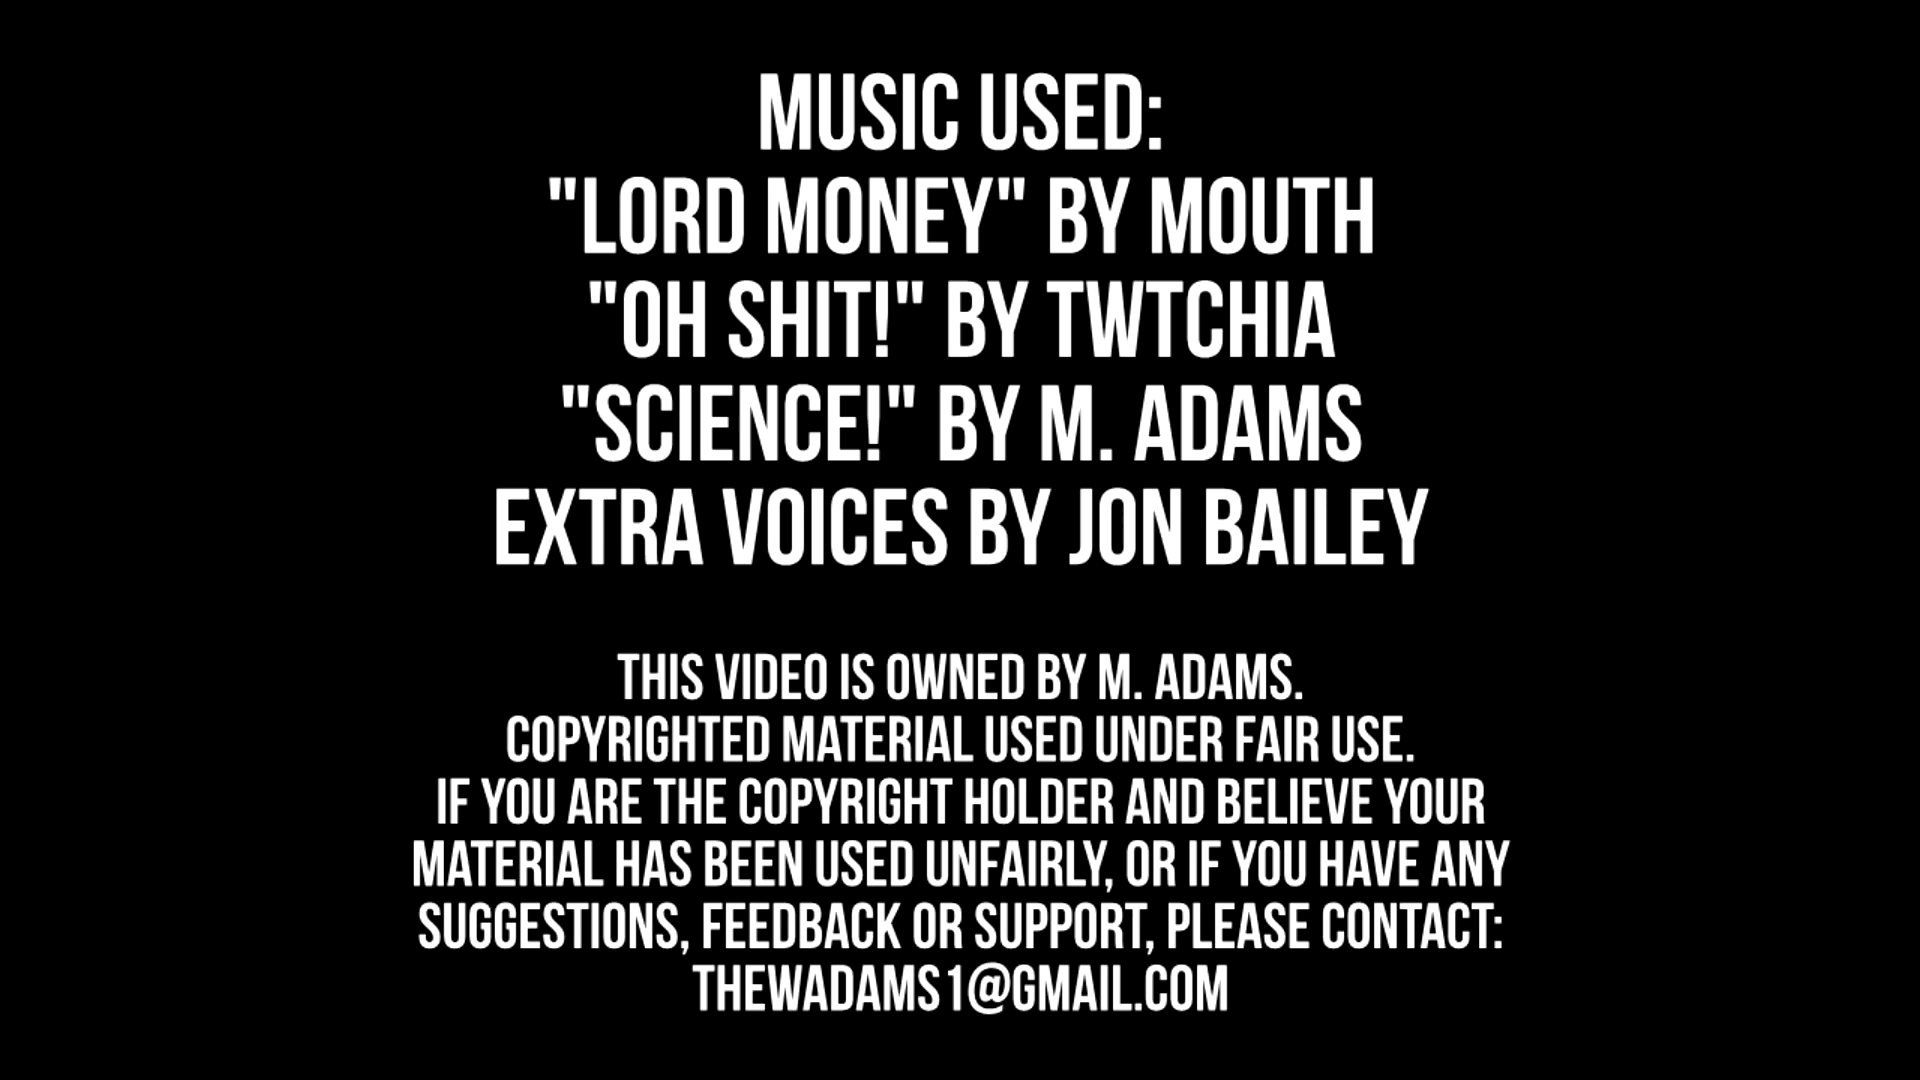 MUSIC USED:
"LORD MONEY" BY MOUTH
"OH SHIT!" BY TWTCHIA
"SCIENCE!" BY M. ADAMS
EXTRA VOICES BY JON BAILEY
THIS VIDEO IS OWNED BY M. ADAMS.
COPYRIGHTED MATERIAL USED UNDER FAIR USE.
IF YOU ARE THE COPYRIGHT HOLDER AND BELIEVE YOUR
MATERIAL HAS BEEN USED UNFAIRLY, OR IF YOU HAVE ANY
SUGGESTIONS, FEEDBACK OR SUPPORT, PLEASE CONTACT:
THEWADAMS1@GMAIL.COM